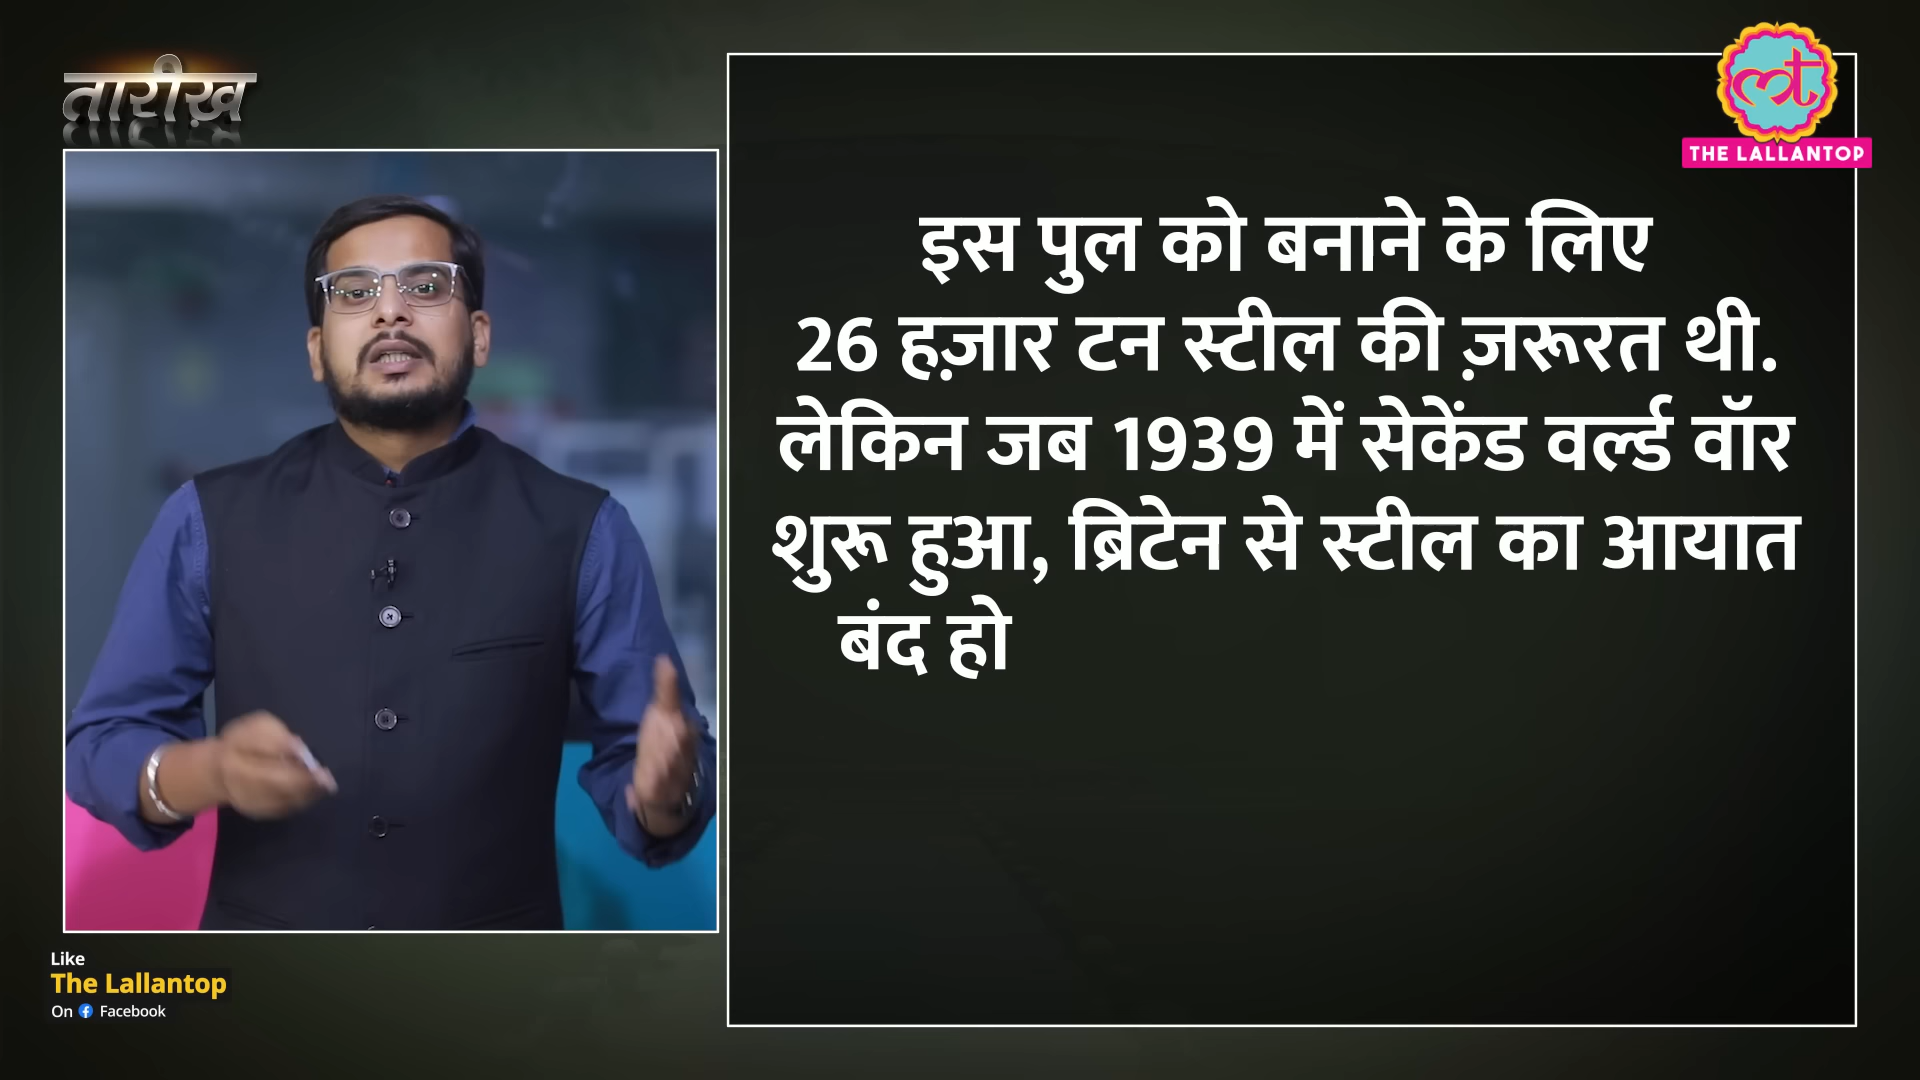 तारीख़
THE LALLANTOP
इस पुल को बनाने के लिए
26 हज़ार टन स्टील की ज़रूरत थी.
लेकिन जब 1939 में सेकेंड वर्ल्ड वॉर
शुरू हुआ, ब्रिटेन से स्टील का आयात
बंद हो
Like
The Lallantop
On Facebook